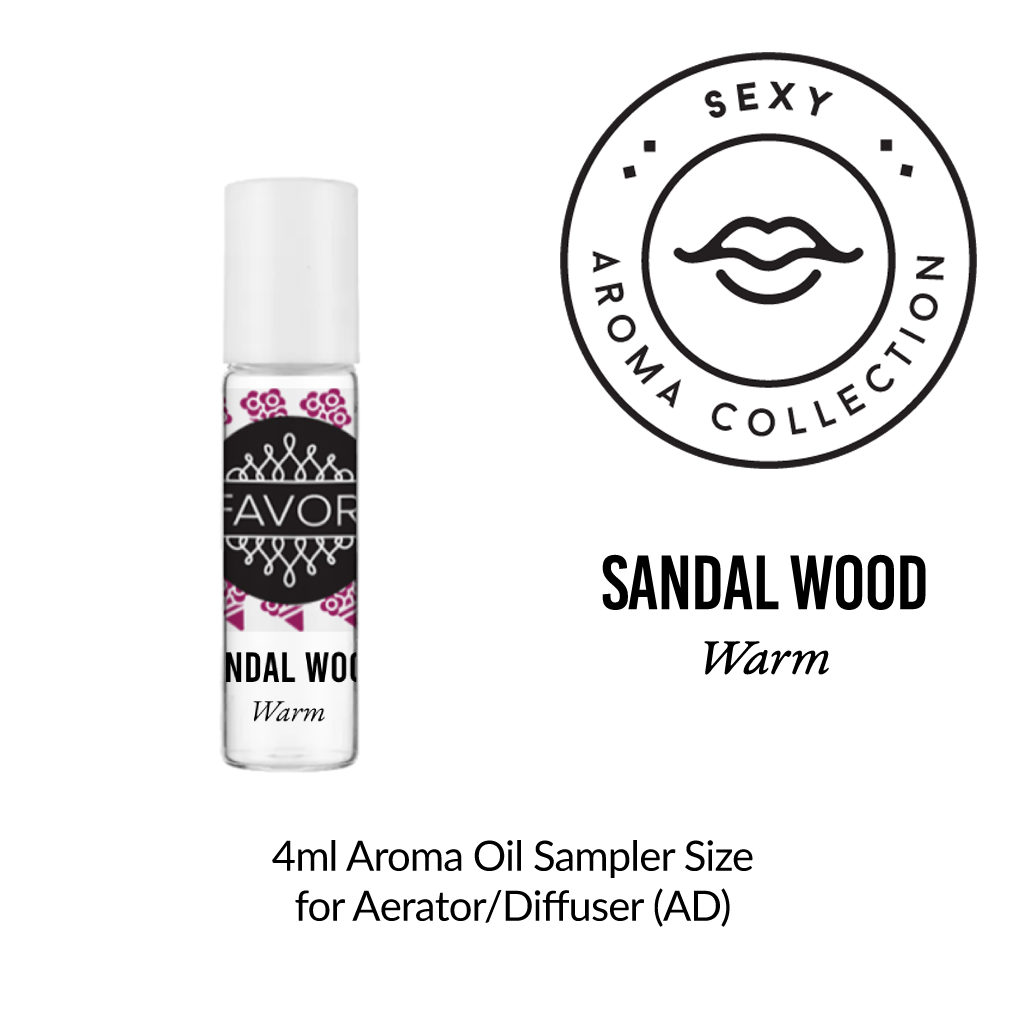 SEXY
AROMA COLLECTION
FAVOR
NDAL WOO
Warm
SANDAL WOOD
Warm
4ml Aroma Oil Sampler Size
for Aerator/Diffuser (AD)